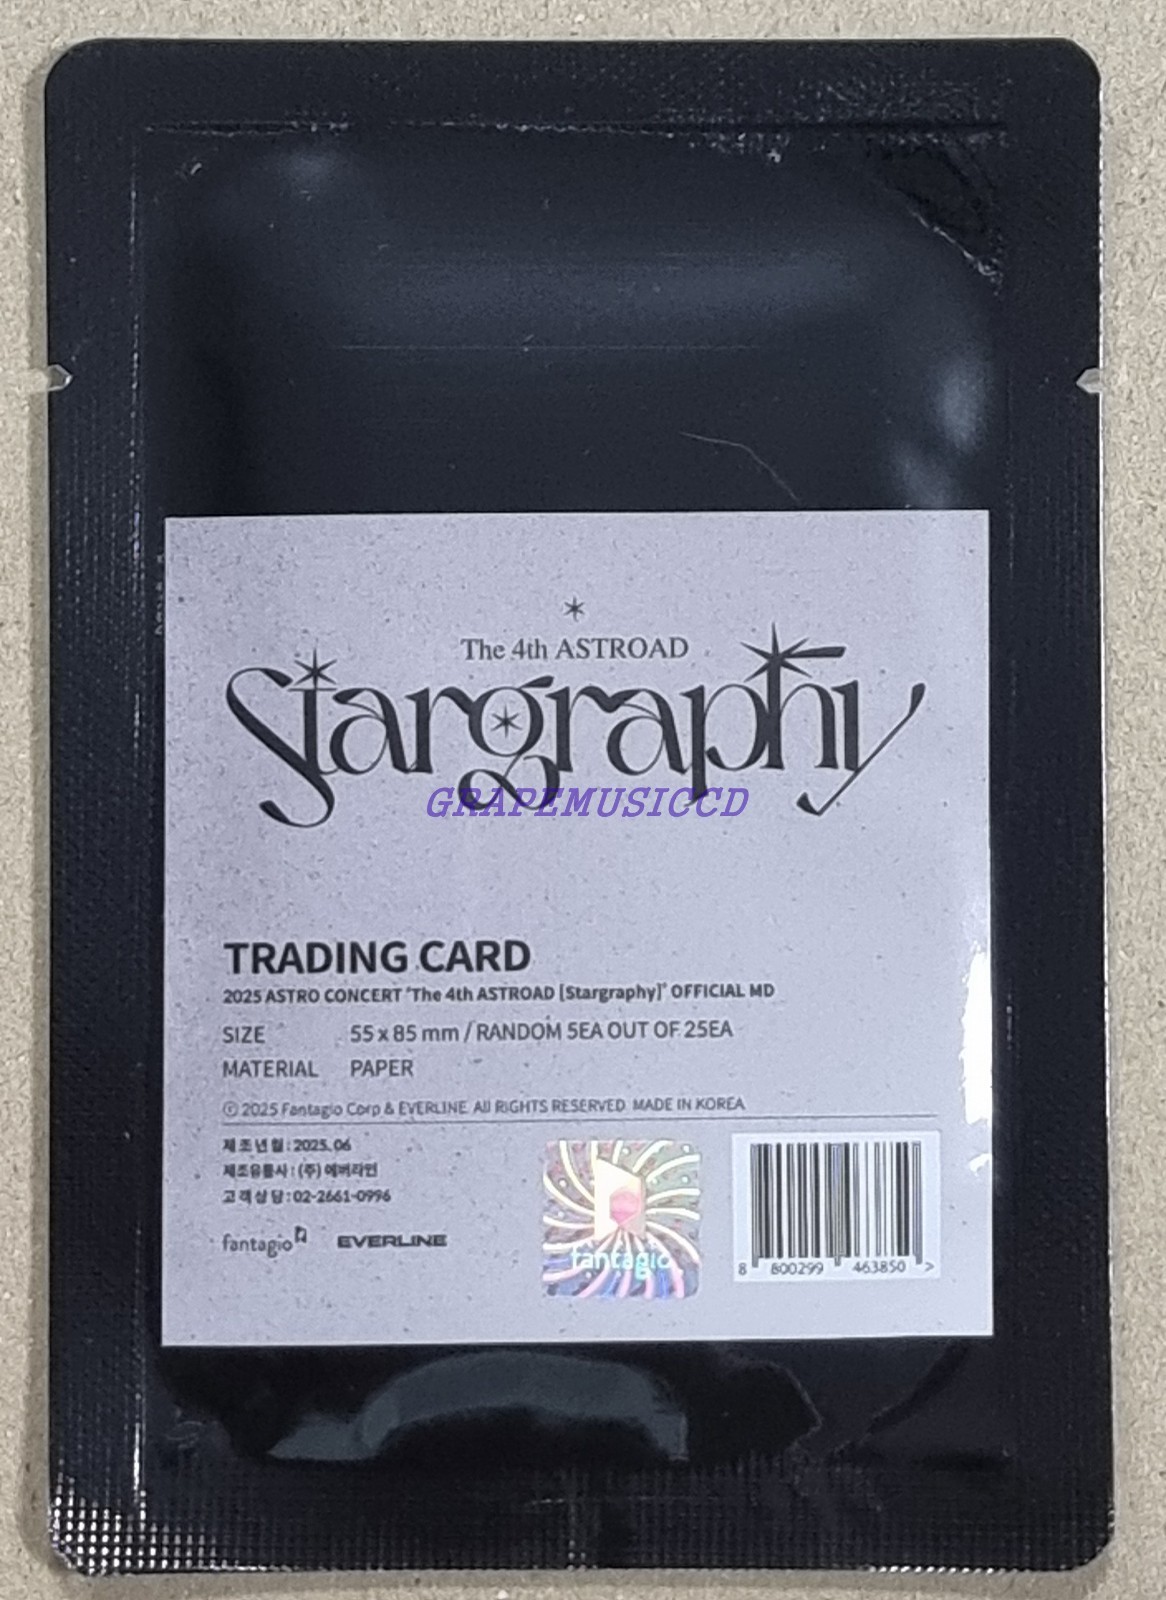 The 4th ASTROAD
Stargraphy
GRAPEMUSICCD
TRADING CARD
2025 ASTRO CONCERT 'The 4th ASTROAD [Stargraphy]' OFFICIAL MD
SIZE 55 x 85 mm / RANDOM 5EA OUT OF 25EA
MATERIAL PAPER
ⓒ 2025 Fantagio Corp & EVERLINE. All RIGHTS RESERVED. MADE IN KOREA
제조년월 : 2025. 06
제조유통사 : (주) 에버라인
고객상담 : 02-2661-0996
fantagio EVERLINE
fantagio
8 800299 463850 >